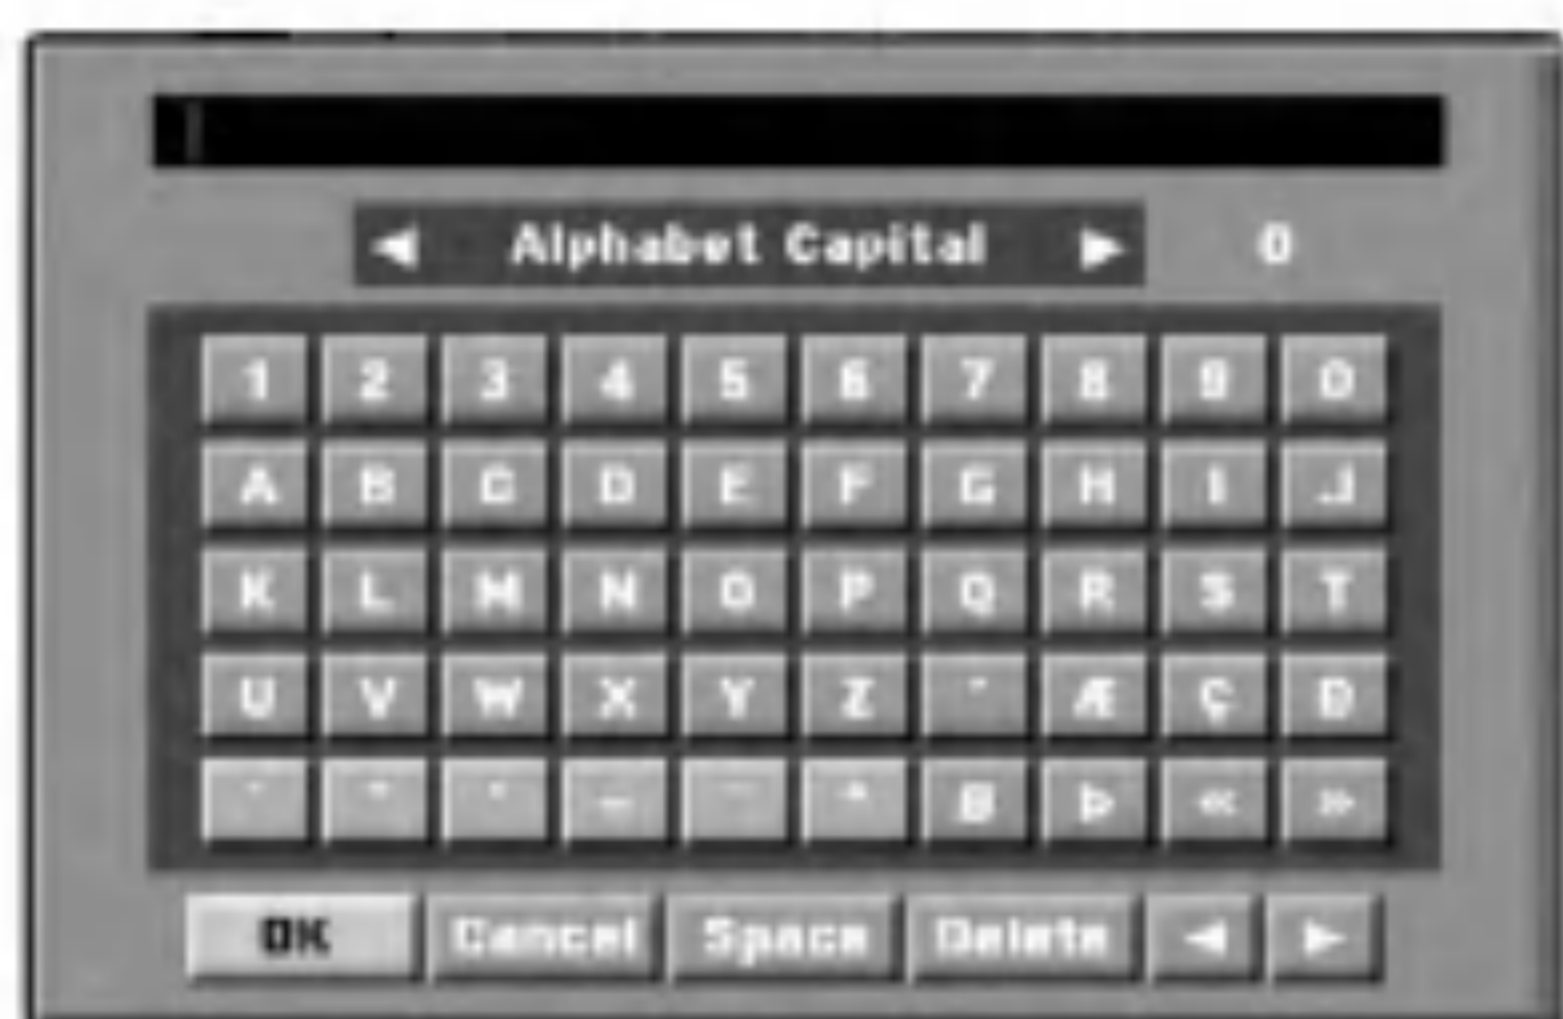 ◀ Alphabet Capital ▶ 0
1 2 3 4 5 6 7 8 9 0
A B C D E F G H I J
K L M N O P Q R S T
U V W X Y Z Æ Ç Ð
Ø Þ « »
OK Cancel Space Delete ◀ ▶